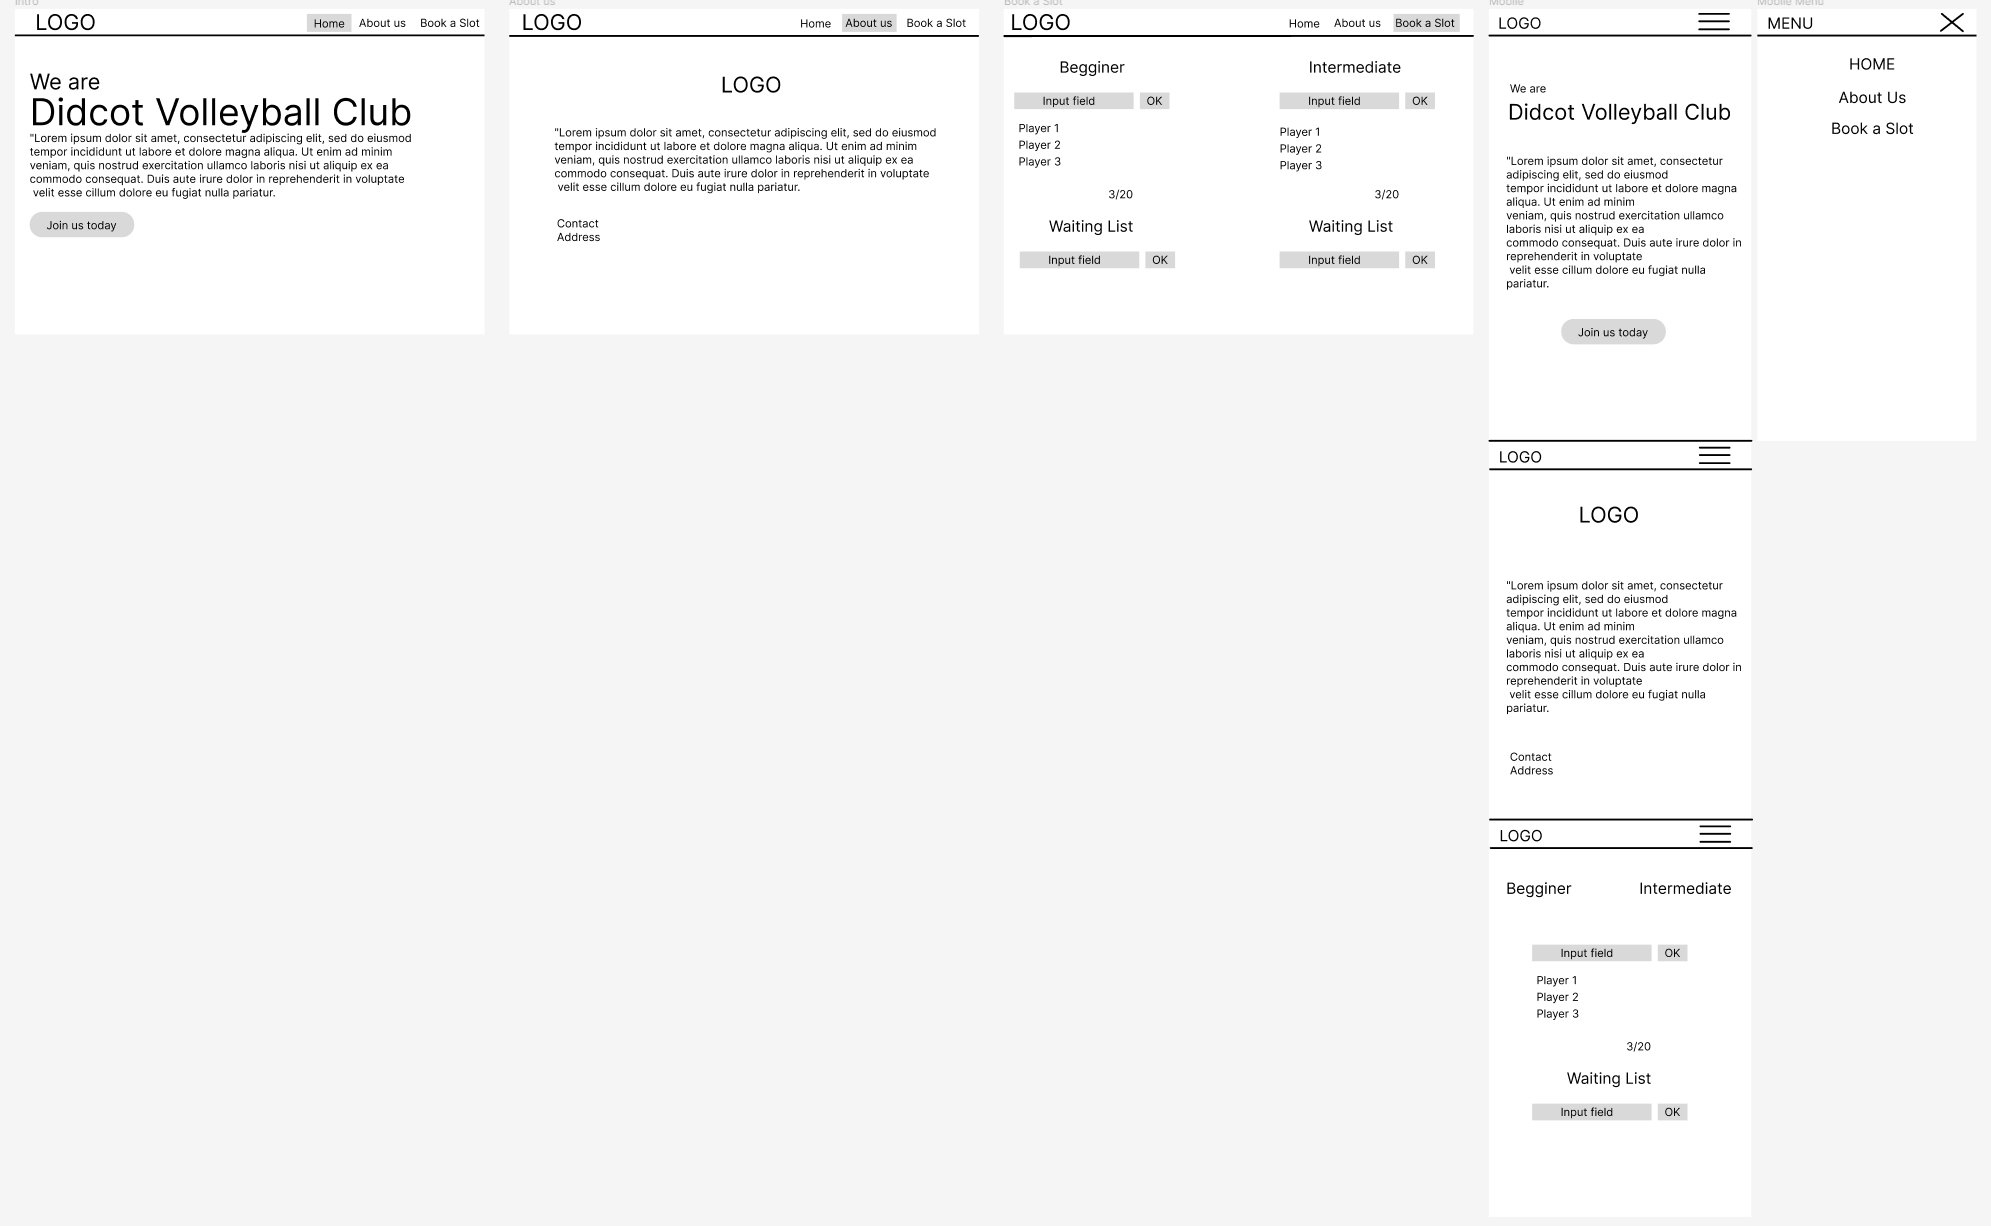 Intro
LOGO
Home
About us
Book a Slot
We are
Didcot Volleyball Club
"Lorem ipsum dolor sit amet, consectetur adipiscing elit, sed do eiusmod
tempor incididunt ut labore et dolore magna aliqua. Ut enim ad minim
veniam, quis nostrud exercitation ullamco laboris nisi ut aliquip ex ea
commodo consequat. Duis aute irure dolor in reprehenderit in voluptate
velit esse cillum dolore eu fugiat nulla pariatur.
Join us today
About us
LOGO
Home
About us
Book a Slot
LOGO
"Lorem ipsum dolor sit amet, consectetur adipiscing elit, sed do eiusmod
tempor incididunt ut labore et dolore magna aliqua. Ut enim ad minim
veniam, quis nostrud exercitation ullamco laboris nisi ut aliquip ex ea
commodo consequat. Duis aute irure dolor in reprehenderit in voluptate
velit esse cillum dolore eu fugiat nulla pariatur.
Contact
Address
Book a Slot
LOGO
Home
About us
Book a Slot
Begginer
Input field
OK
Player 1
Player 2
Player 3
3/20
Waiting List
Input field
OK
Intermediate
Input field
OK
Player 1
Player 2
Player 3
3/20
Waiting List
Input field
OK
Mobile
LOGO
We are
Didcot Volleyball Club
"Lorem ipsum dolor sit amet, consectetur
adipiscing elit, sed do eiusmod
tempor incididunt ut labore et dolore magna
aliqua. Ut enim ad minim
veniam, quis nostrud exercitation ullamco
laboris nisi ut aliquip ex ea
commodo consequat. Duis aute irure dolor in
reprehenderit in voluptate
velit esse cillum dolore eu fugiat nulla
pariatur.
Join us today
LOGO
LOGO
"Lorem ipsum dolor sit amet, consectetur
adipiscing elit, sed do eiusmod
tempor incididunt ut labore et dolore magna
aliqua. Ut enim ad minim
veniam, quis nostrud exercitation ullamco
laboris nisi ut aliquip ex ea
commodo consequat. Duis aute irure dolor in
reprehenderit in voluptate
velit esse cillum dolore eu fugiat nulla
pariatur.
Contact
Address
LOGO
Begginer
Intermediate
Input field
OK
Player 1
Player 2
Player 3
3/20
Waiting List
Input field
OK
Mobile Menu
MENU
HOME
About Us
Book a Slot